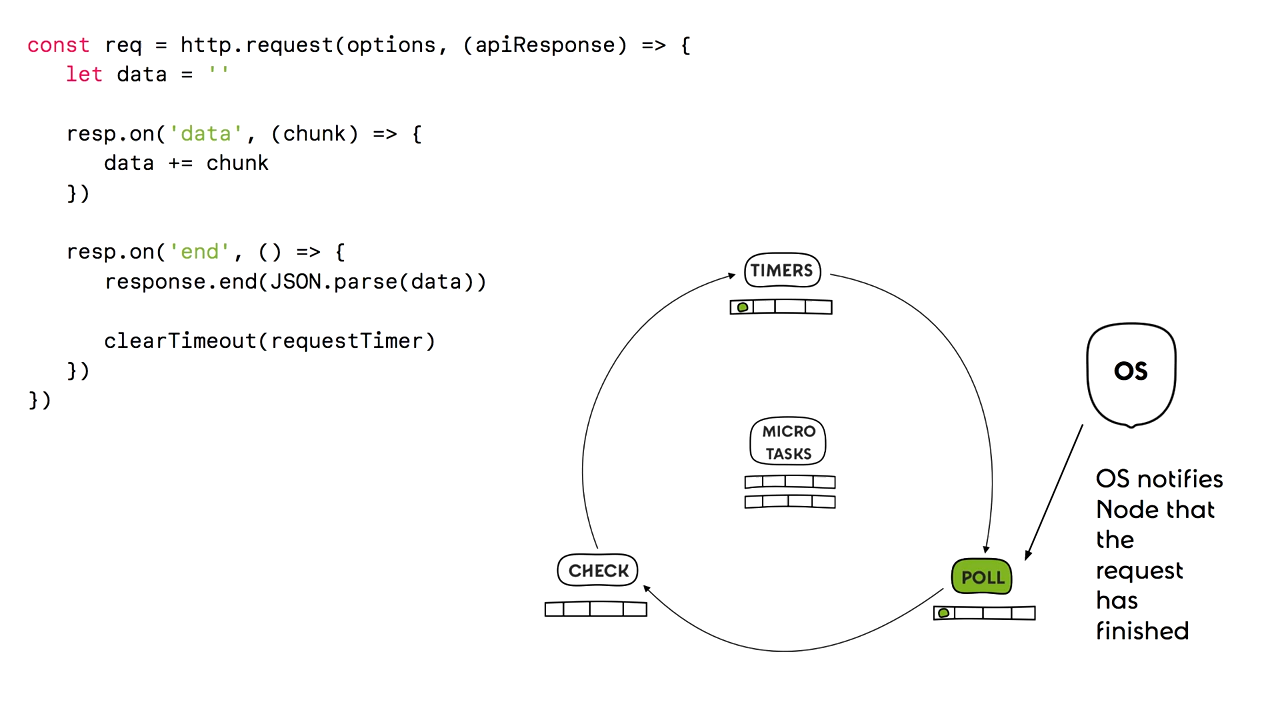 const req = http.request(options, (apiResponse) => {
let data = ''
resp.on('data', (chunk) => {
data += chunk
})
resp.on('end', () => {
response.end(JSON.parse(data))
clearTimeout(requestTimer)
})
})
TIMERS
OS
MICRO
TASKS
CHECK
POLL
OS notifies
Node that
the
request
has
finished